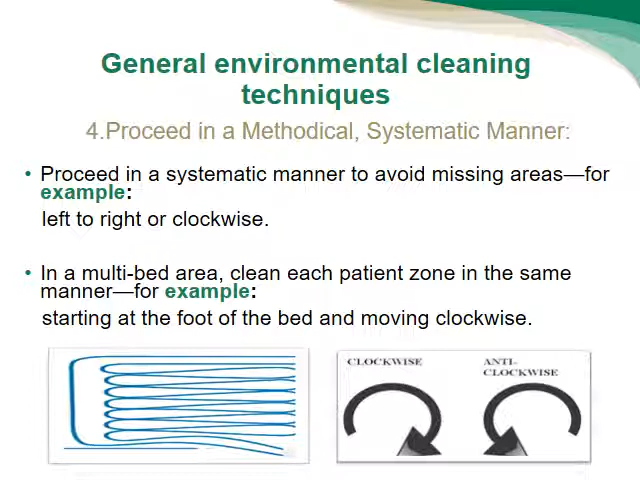 General environmental cleaning
techniques
4.Proceed in a Methodical, Systematic Manner:
• Proceed in a systematic manner to avoid missing areas—for
example:
left to right or clockwise.
• In a multi-bed area, clean each patient zone in the same
manner—for example:
starting at the foot of the bed and moving clockwise.
CLOCKWISE
ANTI-
CLOCKWISE